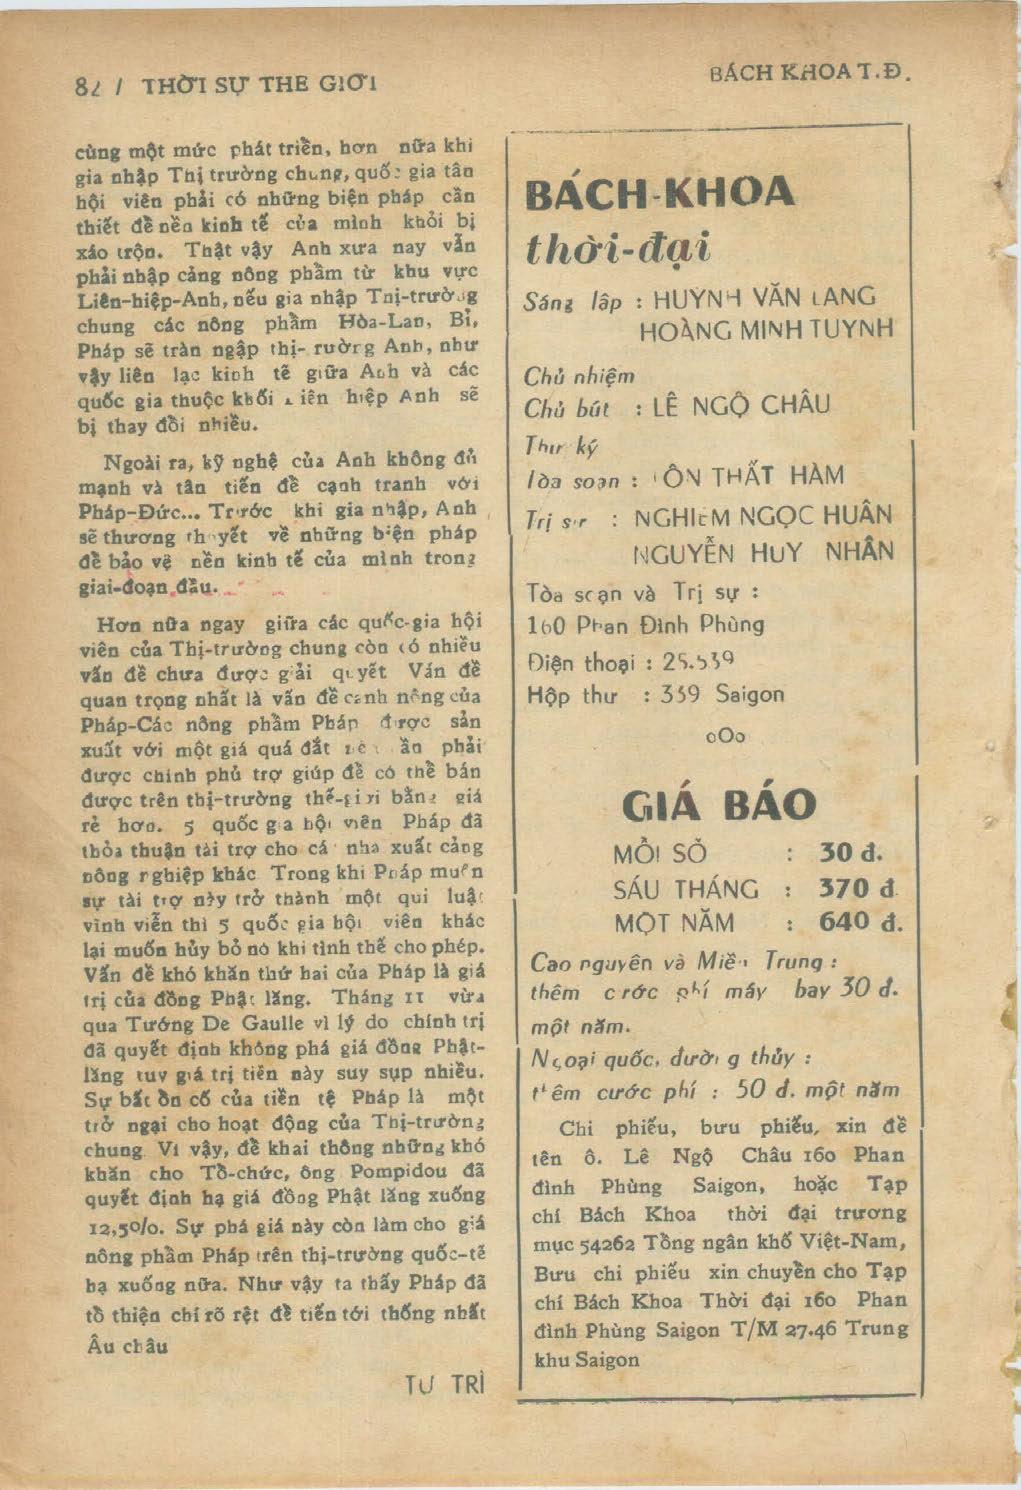 82 / THỜI SỰ THẾ GIỚI
BÁCH KHOA T.Đ.
cùng một mức phát triển, hơn nữa khi
gia nhập Thị trường chung, quốc gia tân
hội viên phải có những biện pháp cần
thiết để nền kinh tế của mình khỏi bị
xáo trộn. Thật vậy Anh xưa nay vẫn
phải nhập cảng nông phầm từ khu vực
Liên-hiệp-Anh, nếu gia nhập Thị-trường
chung các nông phầm Hòa-Lan, Bỉ,
Pháp sẽ tràn ngập thị-trường Anh, như
vậy liên lạc kinh tế giữa Anh và các
quốc gia thuộc khối Liên hiệp Anh sẽ
bị thay đổi nhiều.
Ngoài ra, kỹ nghệ của Anh không đủ
mạnh và tân tiến để cạnh tranh với
Pháp-Đức... Trước khi gia nhập, Anh
sẽ thương thuyết về những biện pháp
để bảo vệ nền kinh tế của mình trong
giai-đoạn đầu.
Hơn nữa ngay giữa các quốc-gia hội
viên của Thị-trường chung còn có nhiều
vấn đề chưa được giải quyết Vấn đề
quan trọng nhất là vấn đề canh nông của
Pháp-Các nông phầm Pháp được sản
xuất với một giá quá đắt nên cần phải
được chính phủ trợ giúp để có thể bán
được trên thị-trường thế-giới bằng giá
rẻ hơn. 5 quốc gia hội viên Pháp đã
thỏa thuận tài trợ cho các nhà xuất cảng
nông nghiệp khác Trong khi Pháp muốn
sự tài trợ này trở thành một qui luật
vĩnh viễn thì 5 quốc gia hội viên khác
lại muốn hủy bỏ nó khi tình thế cho phép.
Vấn đề khó khăn thứ hai của Pháp là giá
trị của đồng Phật lăng. Tháng 11 vừa
qua Tướng De Gaulle vì lý do chính trị
đã quyết định không phá giá đồng Phật-
lăng tuy giá trị tiền này suy sụp nhiều.
Sự bất ổn cố của tiền tệ Pháp là một
trở ngại cho hoạt động của Thị-trường
chung Vì vậy, để khai thông những khó
khăn cho Tổ-chức, ông Pompidou đã
quyết định hạ giá đồng Phật lăng xuống
12,5o/o. Sự phá giá này còn làm cho giá
nông phầm Pháp trên thị-trường quốc-tế
hạ xuống nữa. Như vậy ta thấy Pháp đã
tỏ thiện chí rõ rệt để tiến tới thống nhất
Âu châu
TỪ TRÌ
BÁCH-KHOA
thời-đại
Sáng lập : HUỲNH VĂN LANG
HOÀNG MINH TUYNH
Chủ nhiệm
Chủ bút : LÊ NGỘ CHÂU
Thư ký
tòa soạn : TÔN THẤT HÀM
Trị sự : NGHIÊM NGỌC HUÂN
NGUYỄN HUY NHÂN
Tòa soạn và Trị sự :
160 Phan Đình Phùng
Điện thoại : 25.539
Hộp thư : 339 Saigon
oOo
GIÁ BÁO
MỖI SỐ : 30 đ.
SÁU THÁNG : 370 đ
MỘT NĂM : 640 đ.
Cao nguyên và Miền Trung :
thêm cước phí máy bay 30 đ.
một năm.
Ngoại quốc, đường thủy :
thêm cước phí : 50 đ. một năm
Chi phiếu, bưu phiếu, xin đề
tên ô. Lê Ngộ Châu 160 Phan
đình Phùng Saigon, hoặc Tạp
chí Bách Khoa thời đại trương
mục 54262 Tổng ngân khố Việt-Nam,
Bưu chi phiếu xin chuyển cho Tạp
chí Bách Khoa Thời đại 160 Phan
đình Phùng Saigon T/M 27.46 Trung
khu Saigon